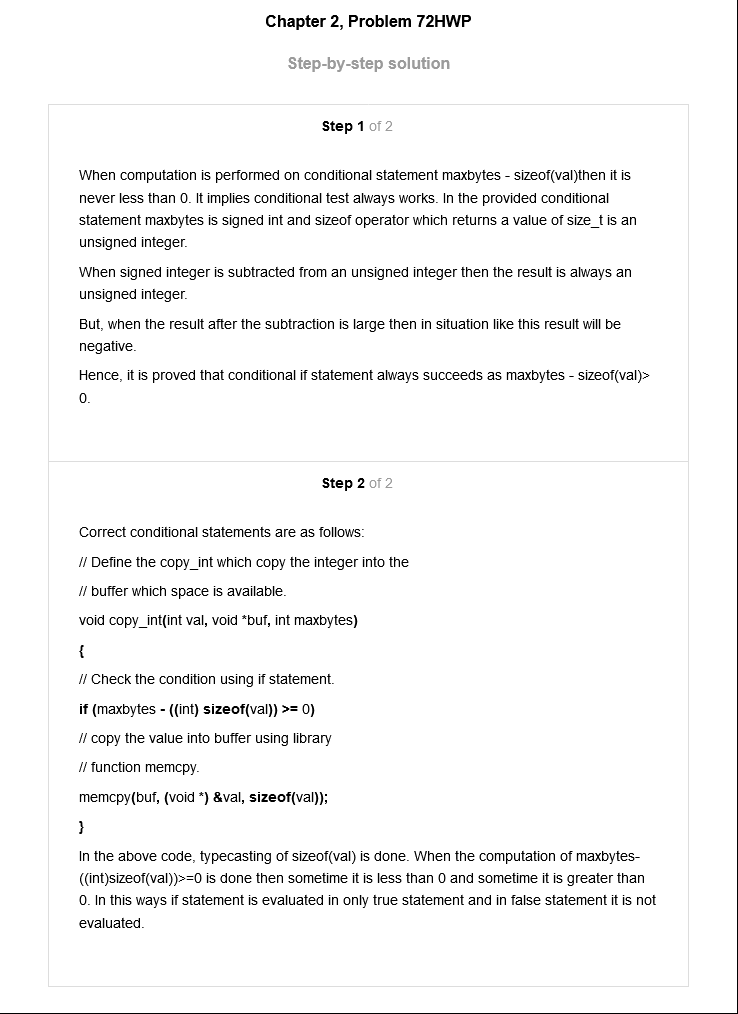 Chapter 2, Problem 72HWP
Step-by-step solution
Step 1 of 2
When computation is performed on conditional statement maxbytes - sizeof(val)then it is
never less than 0. It implies conditional test always works. In the provided conditional
statement maxbytes is signed int and sizeof operator which returns a value of size_t is an
unsigned integer.
When signed integer is subtracted from an unsigned integer then the result is always an
unsigned integer.
But, when the result after the subtraction is large then in situation like this result will be
negative.
Hence, it is proved that conditional if statement always succeeds as maxbytes - sizeof(val)>
0.
Step 2 of 2
Correct conditional statements are as follows:
// Define the copy_int which copy the integer into the
// buffer which space is available.
void copy_int(int val, void *buf, int maxbytes)
{
// Check the condition using if statement.
if (maxbytes - ((int) sizeof(val)) >= 0)
// copy the value into buffer using library
// function memcpy.
memcpy(buf, (void *) &val, sizeof(val));
}
In the above code, typecasting of sizeof(val) is done. When the computation of maxbytes-
((int)sizeof(val))>=0 is done then sometime it is less than 0 and sometime it is greater than
0. In this ways if statement is evaluated in only true statement and in false statement it is not
evaluated.